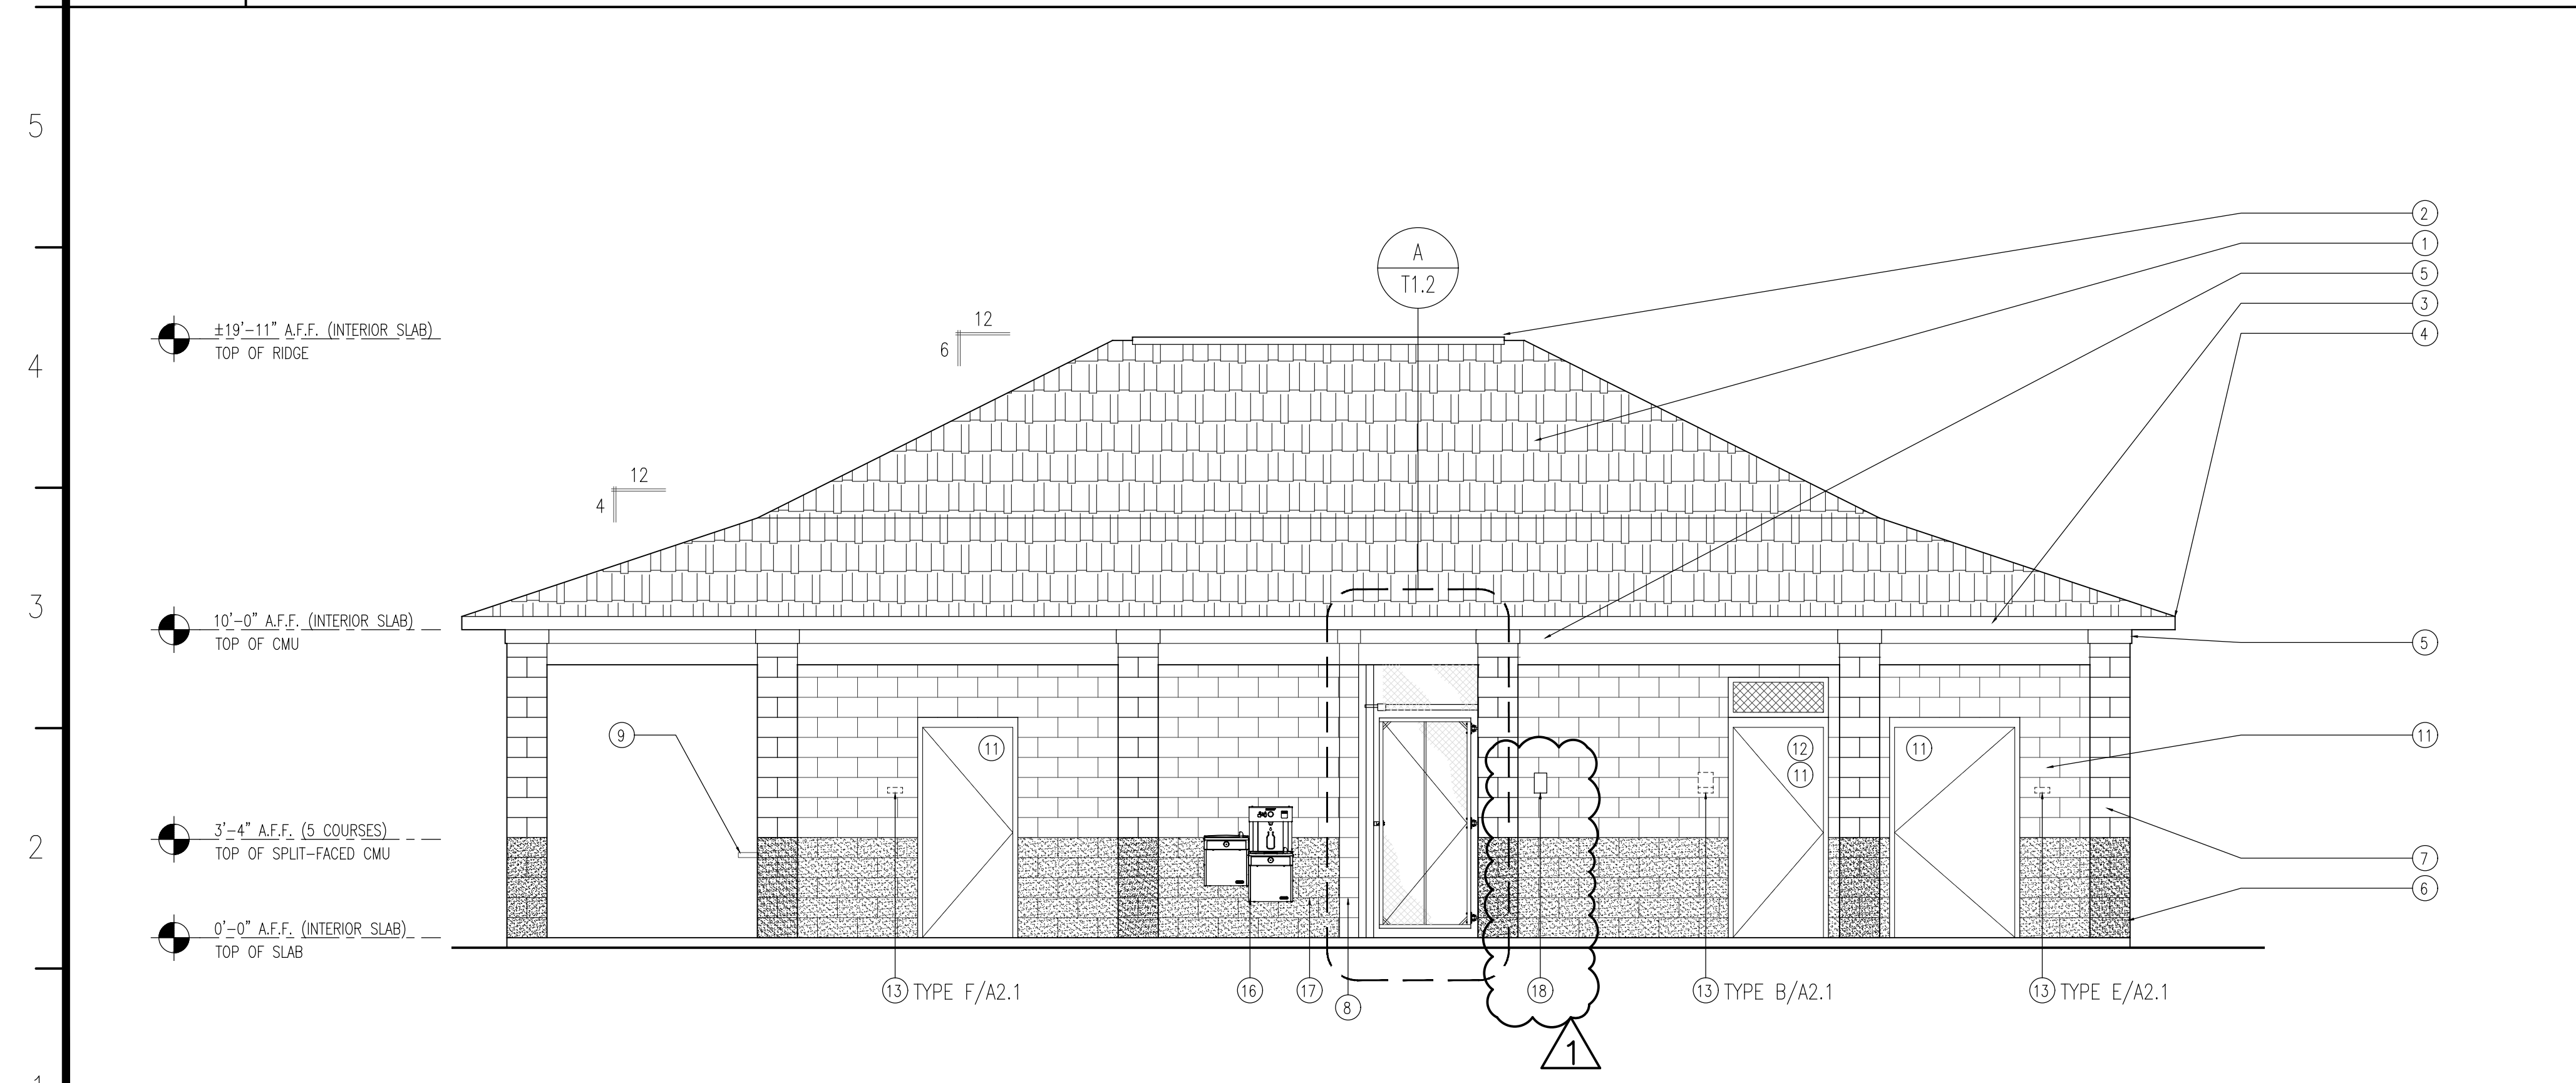 5
4
3
2
1
±19'-11" A.F.F. (INTERIOR SLAB)
TOP OF RIDGE
10'-0" A.F.F. (INTERIOR SLAB)
TOP OF CMU
3'-4" A.F.F. (5 COURSES)
TOP OF SPLIT-FACED CMU
0'-0" A.F.F. (INTERIOR SLAB)
TOP OF SLAB
12
6
12
4
A
T1.2
2
1
5
3
4
5
11
7
6
9
11
12
11
11
13 TYPE F/A2.1
16
17
8
18
13 TYPE B/A2.1
13 TYPE E/A2.1
1